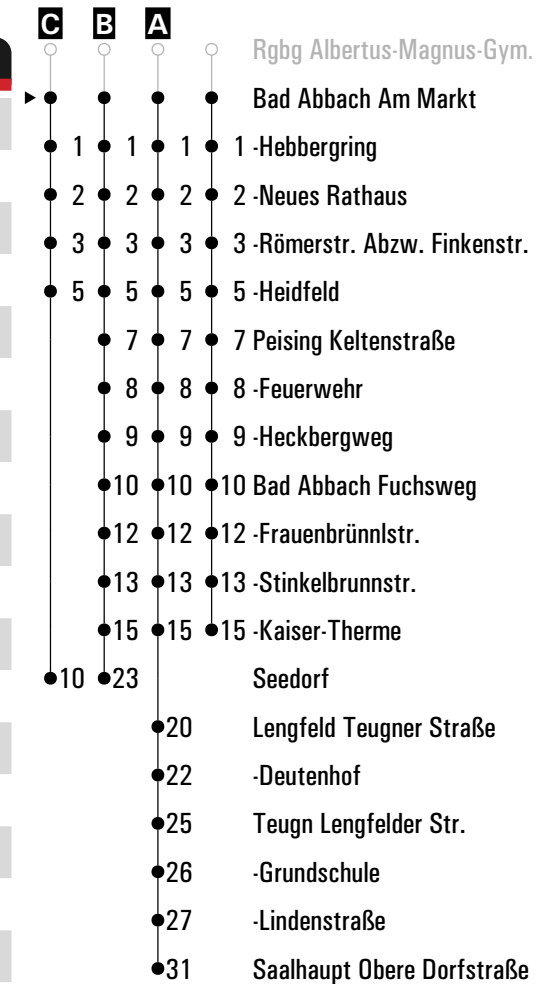 C B A
Rgbg Albertus-Magnus-Gym.
Bad Abbach Am Markt
1 1 1 1 -Hebbergring
2 2 2 2 -Neues Rathaus
3 3 3 3 -Römerstr. Abzw. Finkenstr.
5 5 5 5 -Heidfeld
7 7 7 Peising Keltenstraße
8 8 8 -Feuerwehr
9 9 9 -Heckbergweg
10 10 10 Bad Abbach Fuchsweg
12 12 12 -Frauenbrünnlstr.
13 13 13 -Stinkelbrunnstr.
15 15 15 -Kaiser-Therme
10 23 Seedorf
20 Lengfeld Teugner Straße
22 -Deutenhof
25 Teugn Lengfelder Str.
26 -Grundschule
27 -Lindenstraße
31 Saalhaupt Obere Dorfstraße